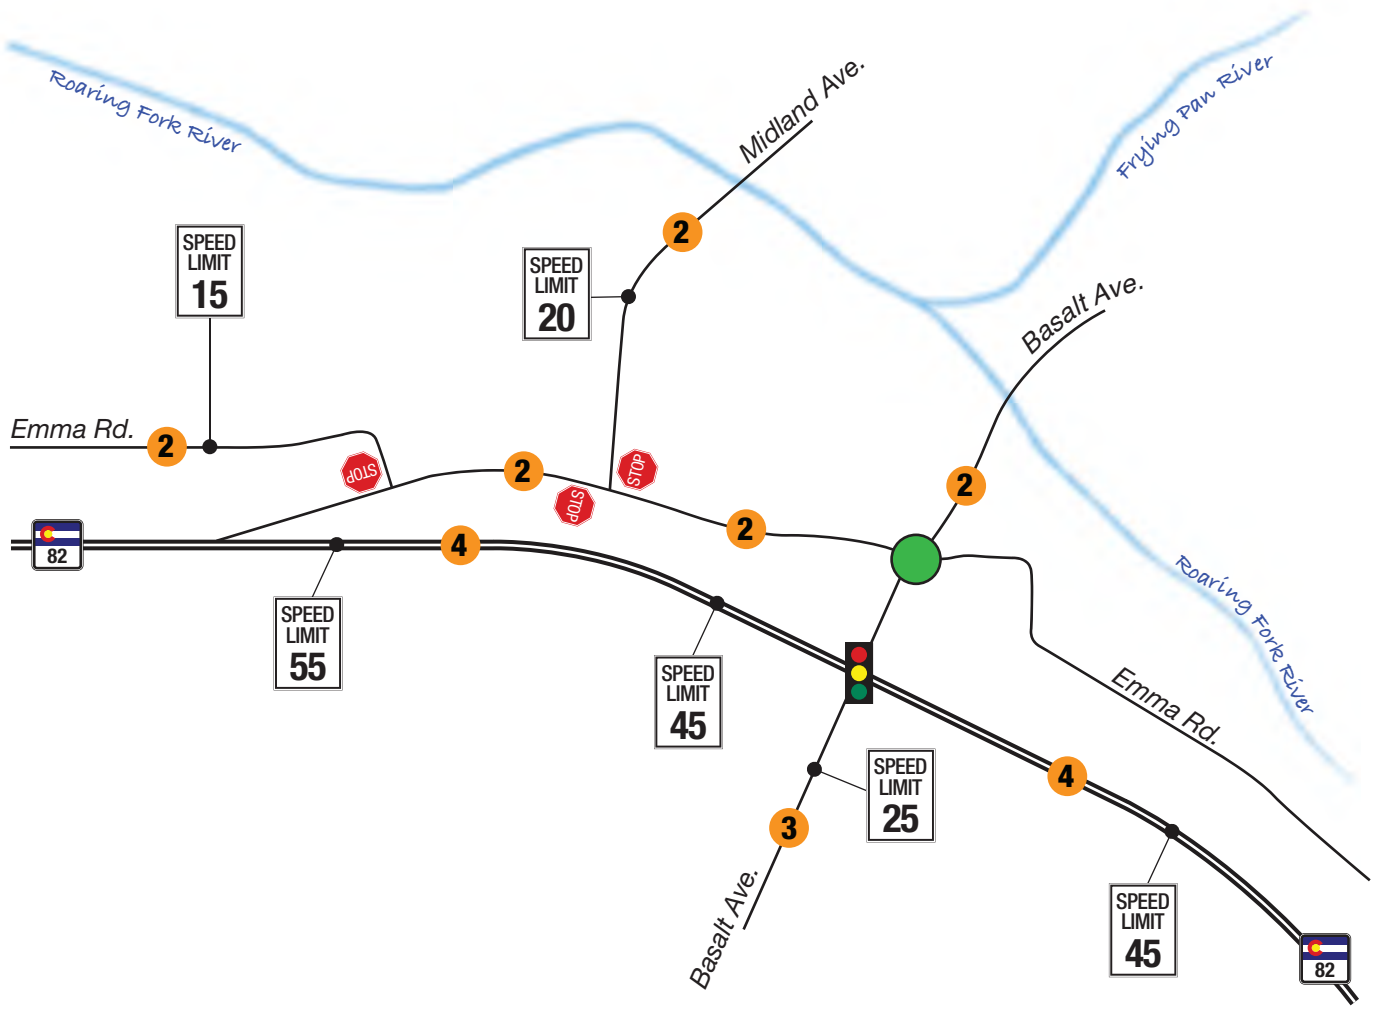 Roaring Fork River
Midland Ave.
Frying Pan River
SPEED
LIMIT
15
2
SPEED
LIMIT
20
Basalt Ave.
Emma Rd.
2
STOP
2
STOP
STOP
2
2
82
4
Roaring Fork River
SPEED
LIMIT
55
SPEED
LIMIT
45
Emma Rd.
SPEED
LIMIT
25
4
3
Basalt Ave.
SPEED
LIMIT
45
82